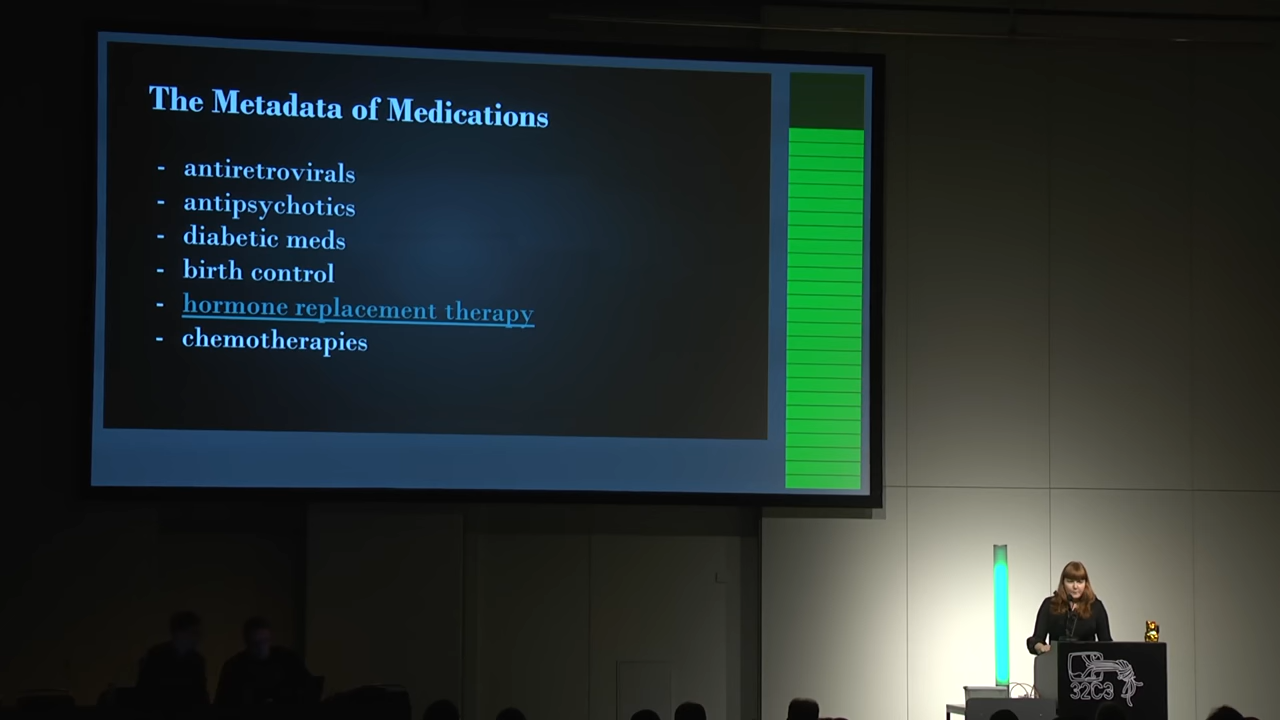 The Metadata of Medications
- antiretrovirals
- antipsychotics
- diabetic meds
- birth control
- hormone replacement therapy
- chemotherapies
32C3